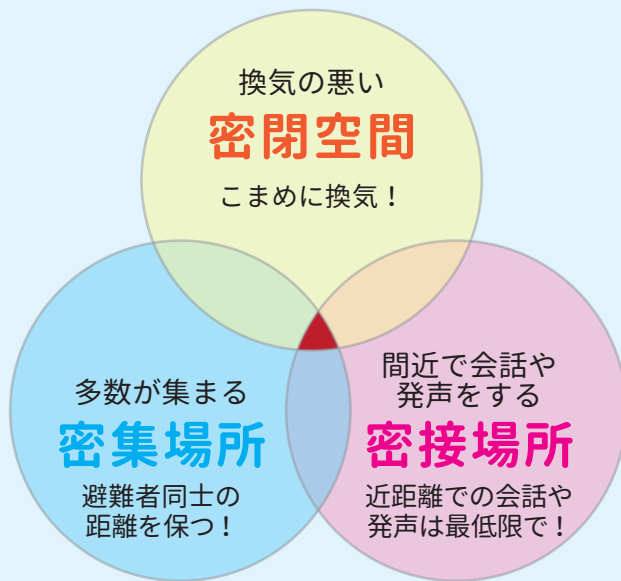 換気の悪い
密閉空間
こまめに換気！
多数が集まる
密集場所
避難者同士の
距離を保つ！
間近で会話や
発声をする
密接場所
近距離での会話や
発声は最低限で！